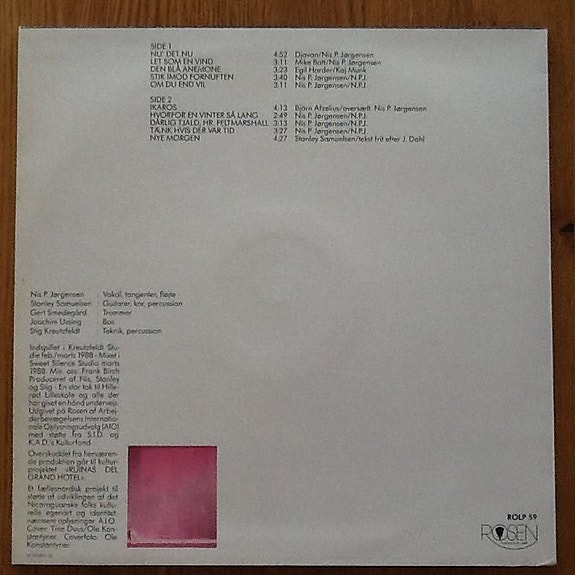 SIDE 1
NU' DET NU 4:52 Djavan/Nis P. Jørgensen
LET SOM EN VIND 3:11 Mike Batt/Nis P. Jørgensen
DEN BLÅ ANEMONE 3:23 Egil Harder/Kaj Munk
STIK IMOD FORNUFTEN 3:40 Nis P. Jørgensen/N.P.J.
OM DU END VIL 3:11 Nis P. Jørgensen/N.P.J.
SIDE 2
IKAROS 4:13 Björn Afzelius/oversætt. Nis P. Jørgensen
HVORFOR EN VINTER SÅ LANG 2:49 Nis P. Jørgensen/N.P.J.
DÅRLIG TJALD, HR. FELTMARSHALL 3:13 Nis P. Jørgensen/N.P.J.
TÆNK HVIS DER VAR TID 3:27 Nis P. Jørgensen/N.P.J.
NYE MORGEN 4:27 Stanley Samuelsen/tekst frit efter J. Dahl
Nis P. Jørgensen : Vokal, tangenter, fløjte
Stanley Samuelsen : Guitarer, kor, percussion
Gert Smedegård : Trommer
Joachim Ussing : Bas
Stig Kreutzfeldt : Teknik, percussion
Indspillet i Kreutzfeldt Stu-
die feb./marts 1988 - Mixet i
Sweet Silence Studio marts
1988. Mix. ass. Frank Birch
Produceret af Nis, Stanley
og Stig - En stor tak til Hille-
rød Lilleskole og alle der
har givet en hånd undervejs.
Udgivet på Rosen af Arbej-
derbevægelsens Internatio-
nale Oplysningsudvalg (AIO)
med støtte fra S.I.D. og
K.A.D.'s Kulturfond.
Overskuddet fra herværen-
de produktion går til kultur-
projektet »RUINAS DEL
GRAND HOTEL«
Et fællesnordisk projekt til
støtte af udviklingen af det
Nicaraguanske folks kultu-
relle egenart og identitet.
nærmere oplysninger A.I.O.
Cover: Tine Duus/Ole Kon-
stantyner. Coverfoto: Ole
Konstantyner.
ROLP 59
ROSEN